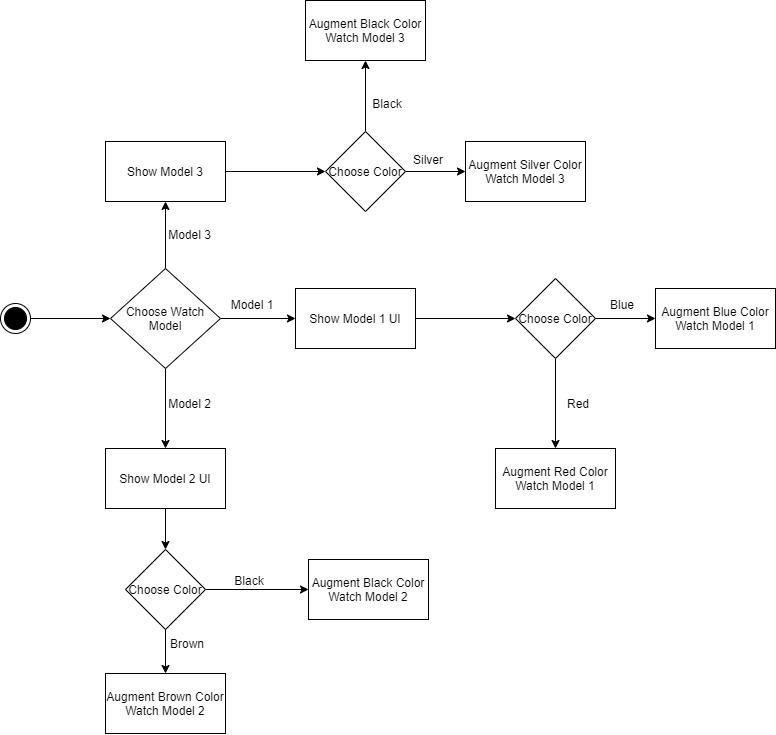 Augment Black Color
Watch Model 3
Black
Show Model 3
Choose Color
Silver
Augment Silver Color
Watch Model 3
Model 3
Choose Watch
Model
Model 1
Show Model 1 UI
Choose Color
Blue
Augment Blue Color
Watch Model 1
Model 2
Red
Show Model 2 UI
Augment Red Color
Watch Model 1
Choose Color
Black
Augment Black Color
Watch Model 2
Brown
Augment Brown Color
Watch Model 2